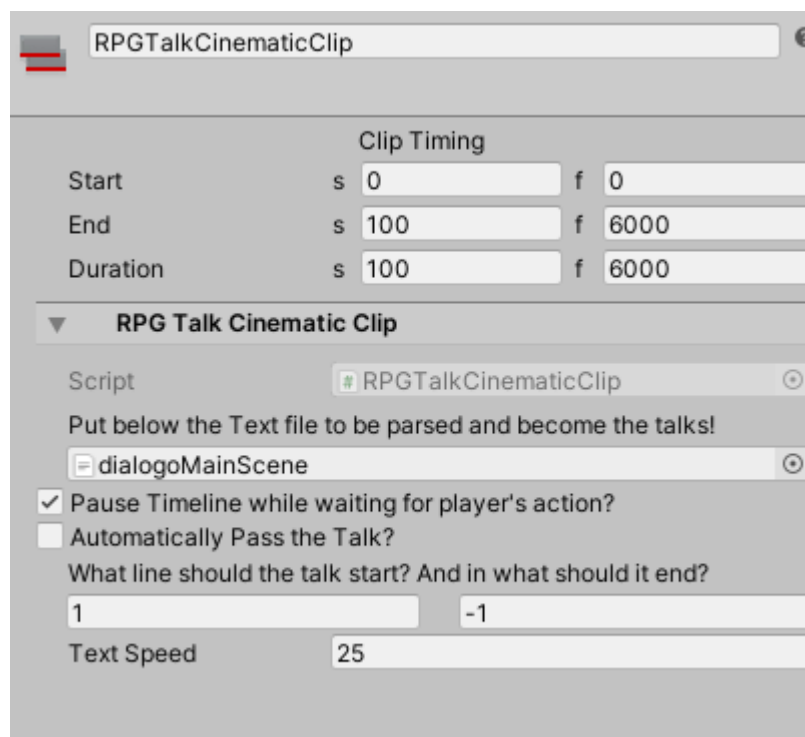 RPGTalkCinematicClip
Clip Timing
Start s 0 f 0
End s 100 f 6000
Duration s 100 f 6000
RPG Talk Cinematic Clip
Script # RPGTalkCinematicClip
Put below the Text file to be parsed and become the talks!
dialogoMainScene
Pause Timeline while waiting for player's action?
Automatically Pass the Talk?
What line should the talk start? And in what should it end?
1 -1
Text Speed 25